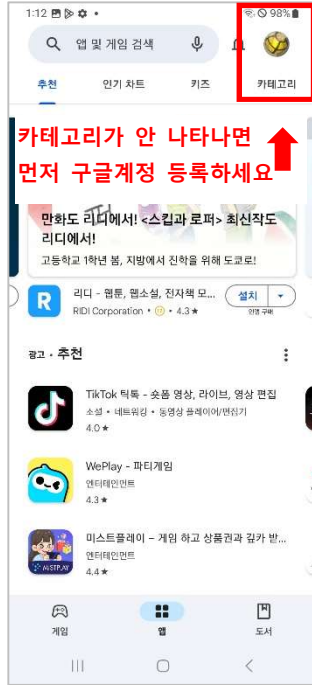 1:12
98%
앱 및 게임 검색
추천 인기 차트 키즈 카테고리
카테고리가 안 나타나면
먼저 구글계정 등록하세요
만화도 리디에서! <스킵과 로퍼> 최신작도
리디에서!
고등학교 1학년 봄, 지방에서 진학을 위해 도쿄로!
리디 - 웹툰, 웹소설, 전자책 모...
RIDI Corporation • 4.3★
설치
인앱 구매
광고 • 추천
TikTok 틱톡 - 숏폼 영상, 라이브, 영상 편집
소셜 • 네트워킹 • 동영상 플레이어/편집기
4.0★
WePlay - 파티게임
엔터테인먼트
4.3★
미스트플레이 – 게임 하고 상품권과 깊카 받...
엔터테인먼트
4.4★
MISTPLAY
게임 앱 도서